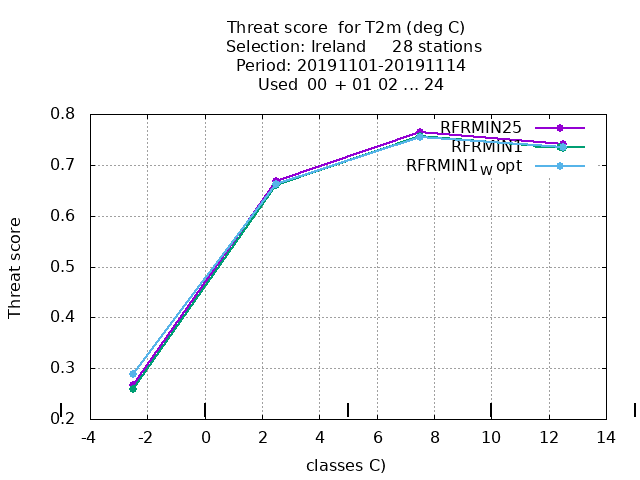 Threat score for T2m (deg C)
Selection: Ireland 28 stations
Period: 20191101-20191114
Used 00 + 01 02 ... 24
0.8
0.7
0.6
0.5
0.4
0.3
0.2
Threat score
RFRMIN25
RFRMIN1
RFRMIN1W opt
-4 -2 0 2 4 6 8 10 12 14
classes C)